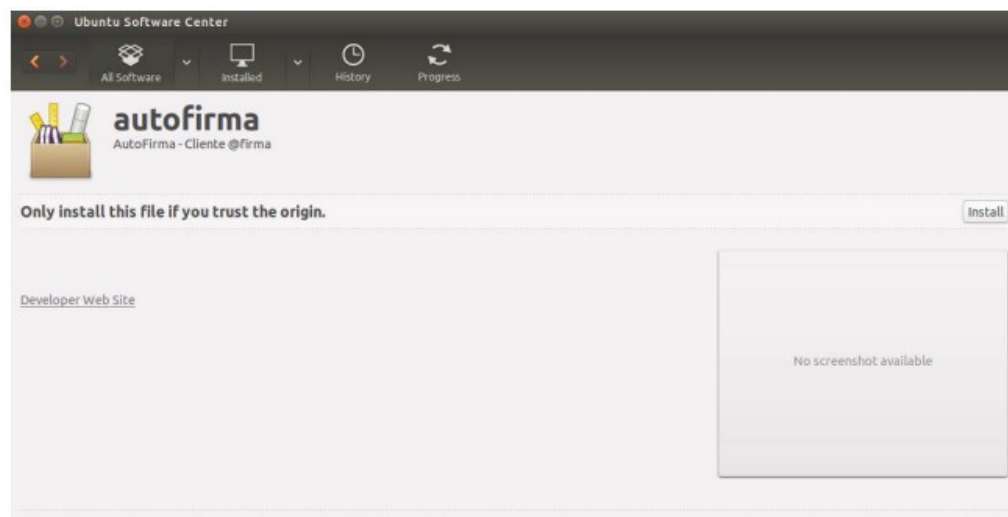 Ubuntu Software Center
All Software
Installed
History
Progress
autofirma
AutoFirma - Cliente @firma
Only install this file if you trust the origin.
Install
Developer Web Site
No screenshot available